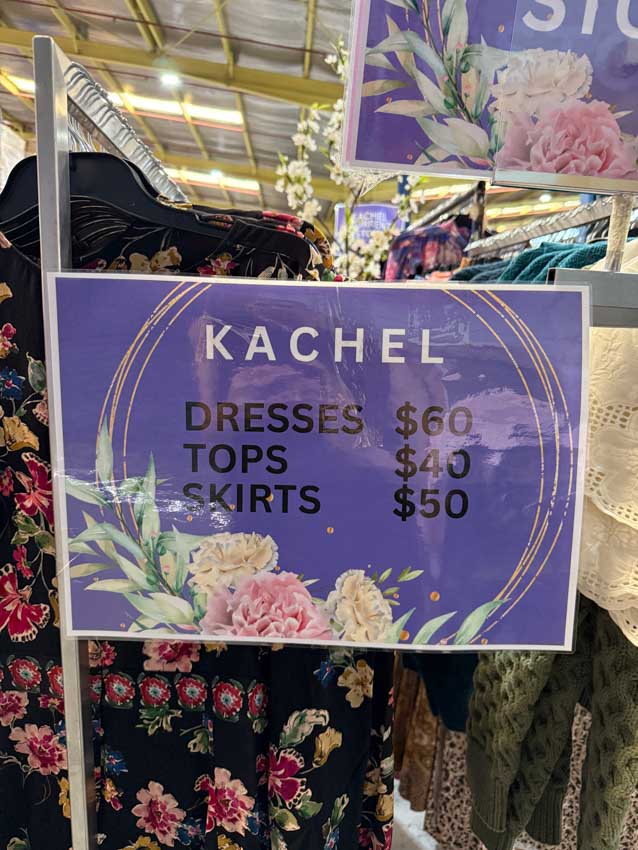 KACHEL
DRESSES $60
TOPS $40
SKIRTS $50